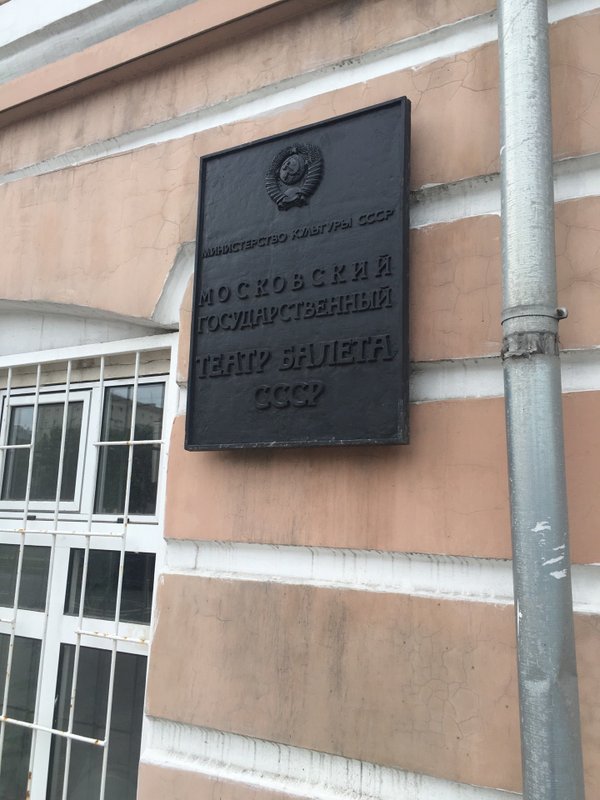 МИНИСТЕРСТВО КУЛЬТУРЫ СССР
МОСКОВСКИЙ
ГОСУДАРСТВЕННЫЙ
ТЕАТР БАЛЕТА
СССР